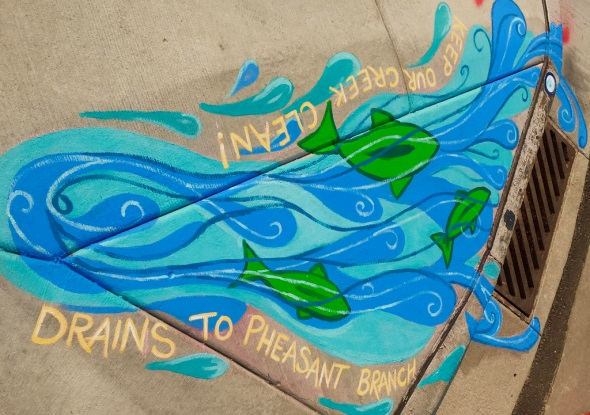 KEEP OUR CREEK CLEAN!
DRAINS TO PHEASANT BRANCH